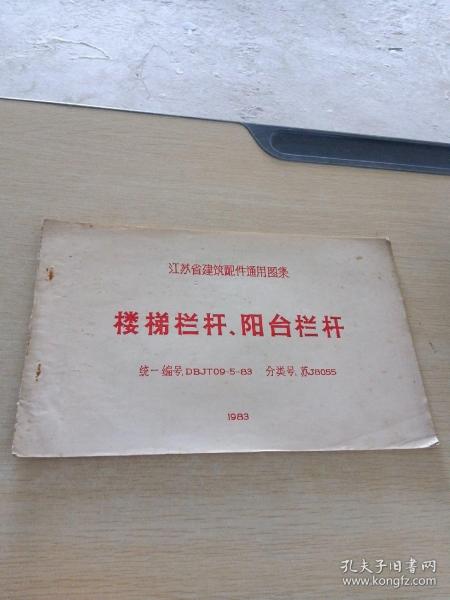 江苏省建筑配件通用图集
楼梯栏杆、阳台栏杆
统一编号:DBJT09-5-83 分类号:苏J8055
1983
孔夫子旧书网
www.kongfz.com